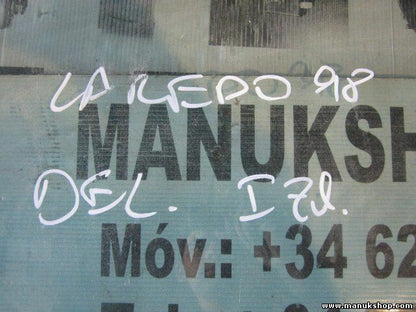 LAREDO 98
MANUKSH
DEL. IZQ.
Móv.: +34 62
www.manukshop.com